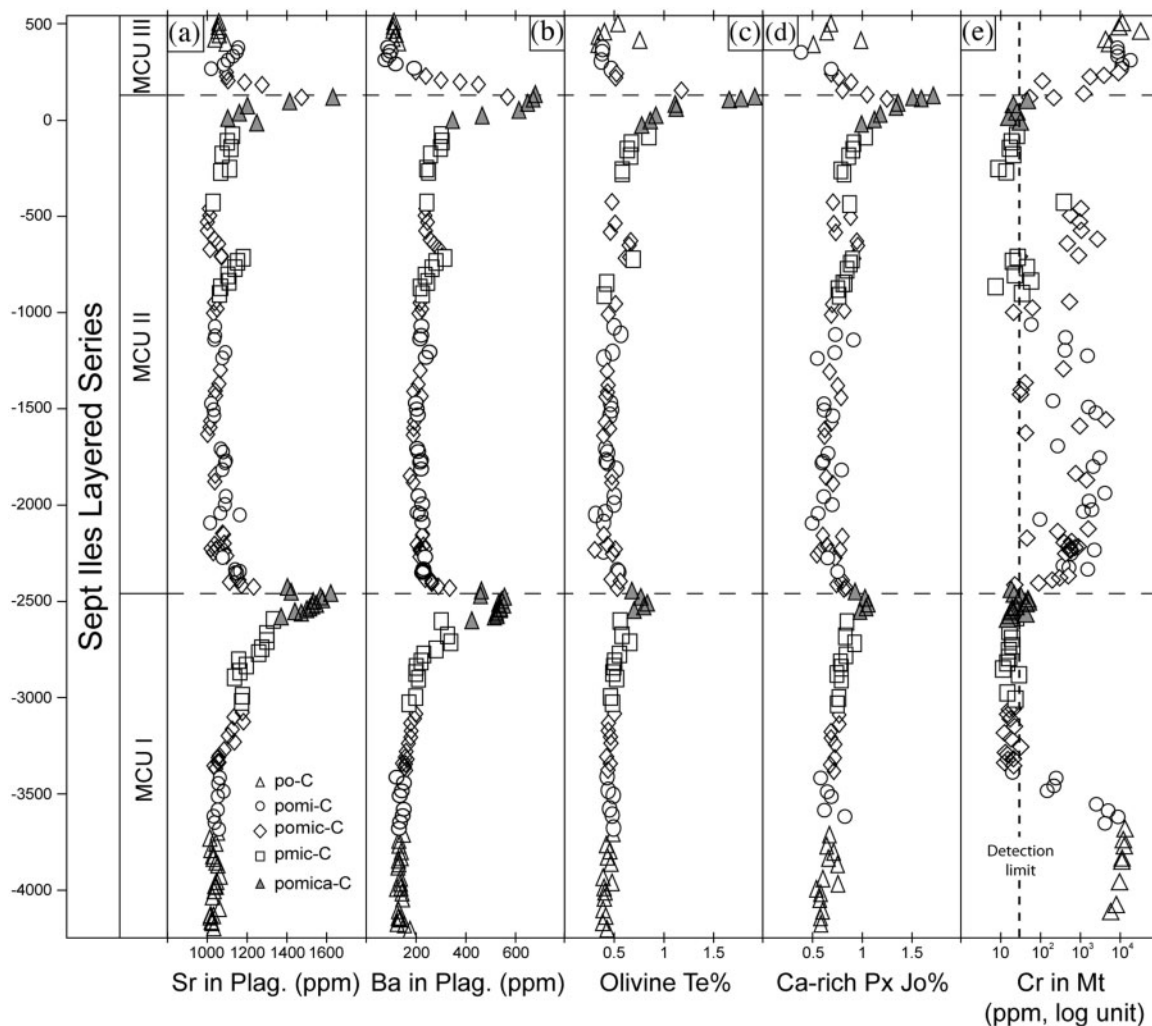 (a)
(b)
(c)
(d)
(e)
Sept Iles Layered Series
MCU III
MCU II
MCU I
500
0
-500
-1000
-1500
-2000
-2500
-3000
-3500
-4000
po-C
pomi-C
pomic-C
pmic-C
pomica-C
Detection
limit
1000 1200 1400 1600
200 400 600
0.5 1 1.5
0.5 1 1.5
10 10² 10³ 10⁴
Sr in Plag. (ppm)
Ba in Plag. (ppm)
Olivine Te%
Ca-rich Px Jo%
Cr in Mt
(ppm, log unit)